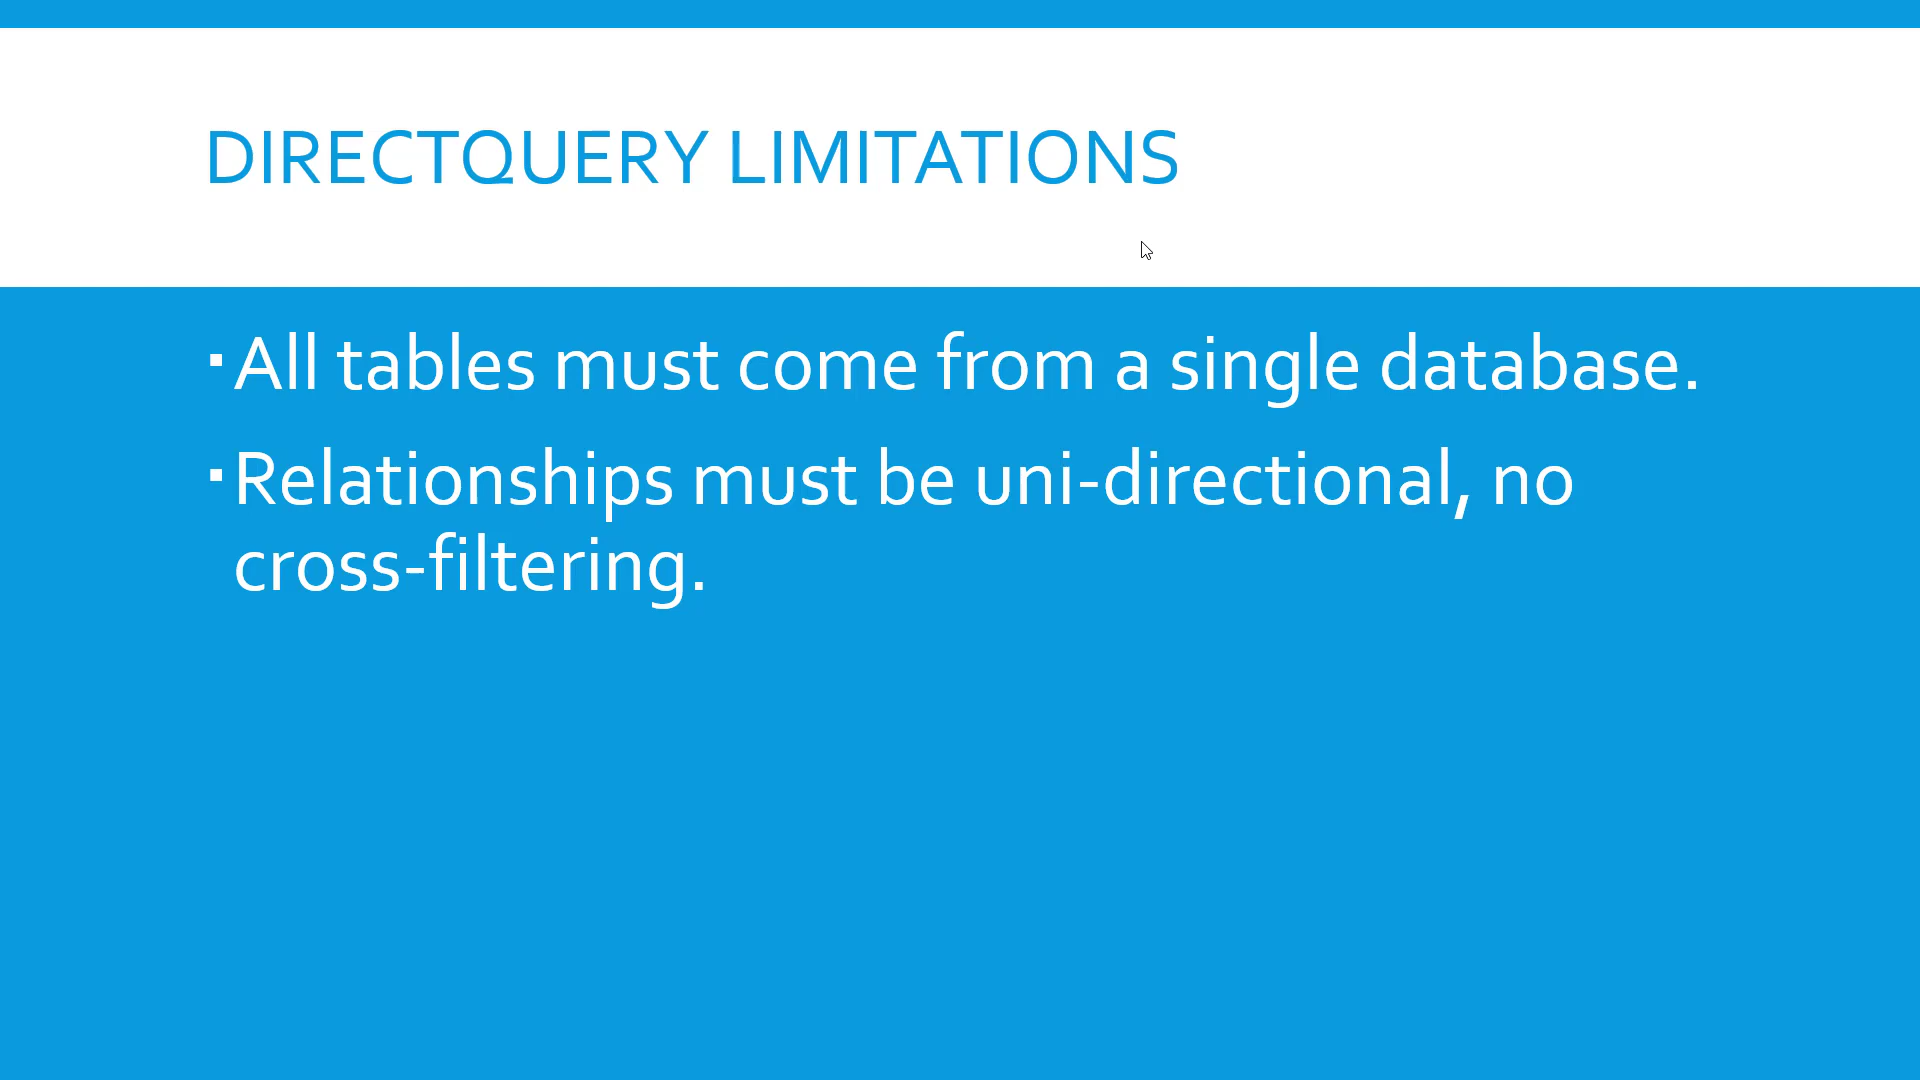 DIRECTQUERY LIMITATIONS
▪All tables must come from a single database.
▪Relationships must be uni-directional, no
cross-filtering.